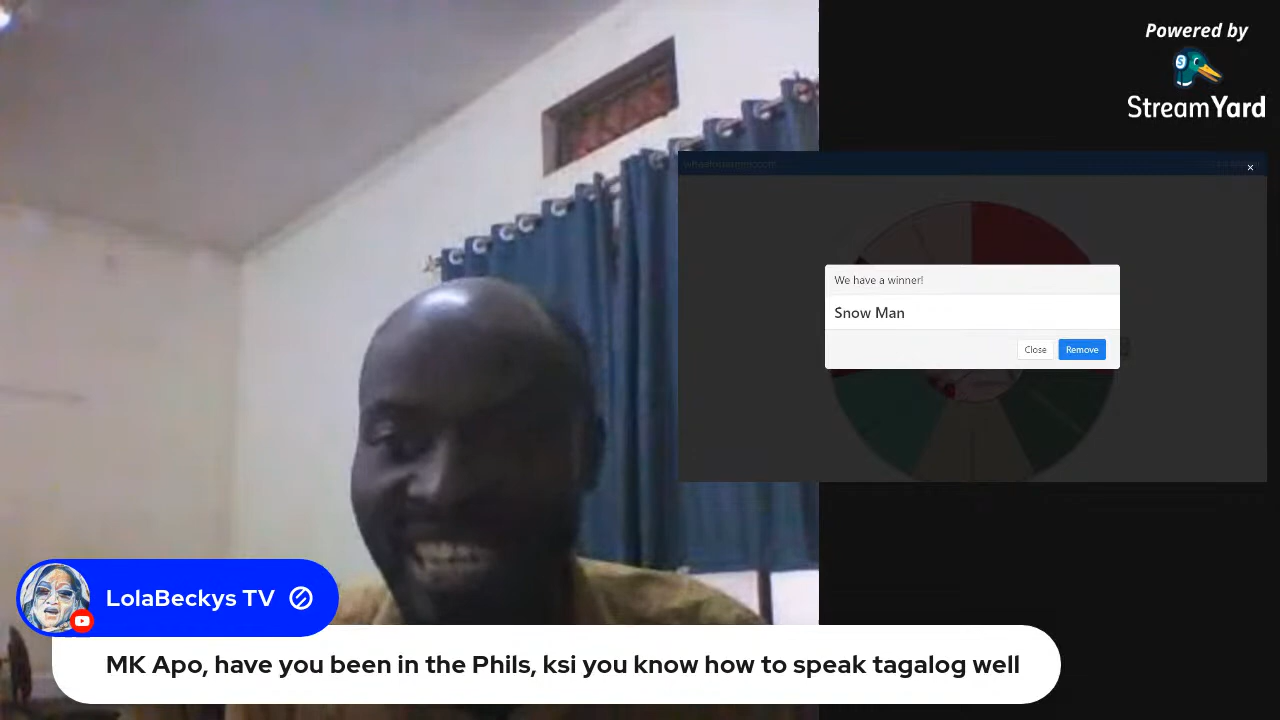 Powered by
StreamYard
We have a winner!
Snow Man
Close
Remove
LolaBeckys TV
MK Apo, have you been in the Phils, ksi you know how to speak tagalog well